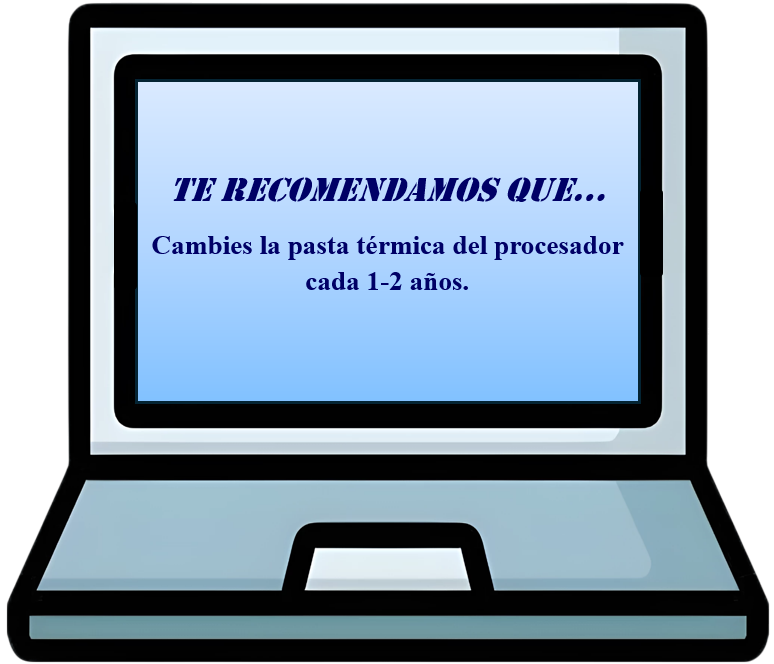 TE RECOMENDAMOS QUE...
Cambies la pasta térmica del procesador
cada 1-2 años.